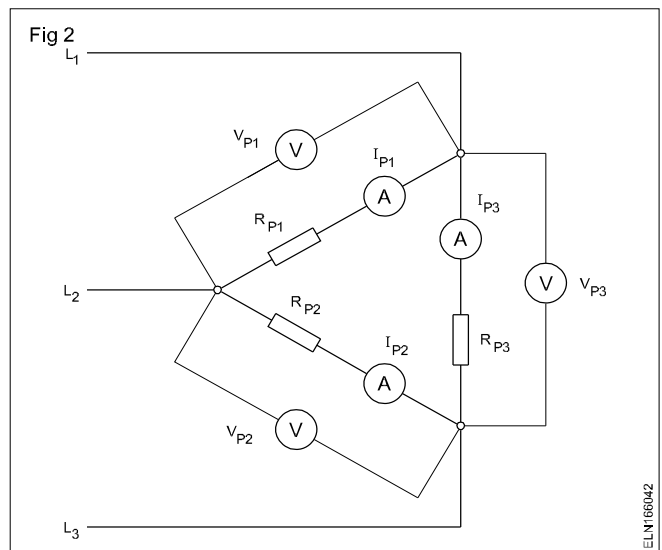 Fig 2
L1
VP1
V
IP1
A
RP1
IP3
A
L2
RP2
V
VP3
RP3
IP2
A
VP2
V
L3
ELN166042